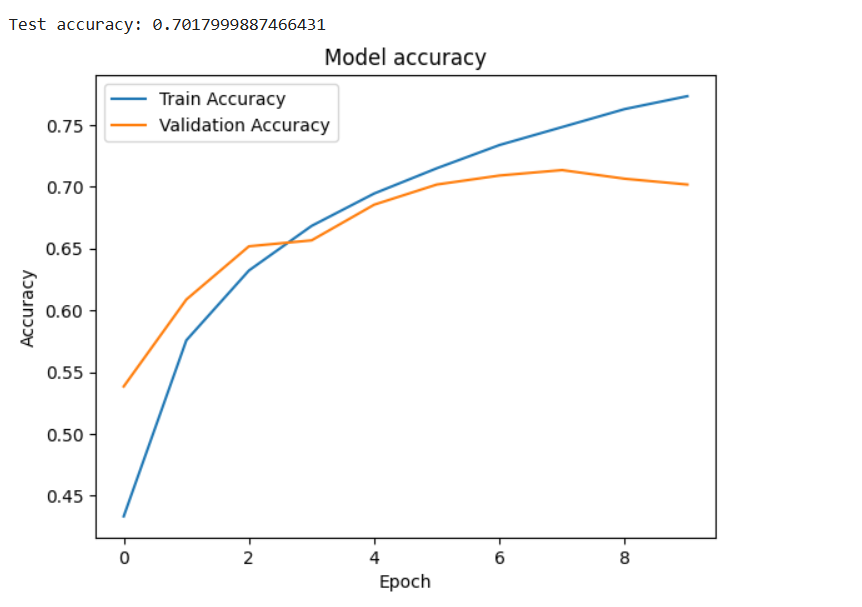 Test accuracy: 0.7017999887466431
Model accuracy
Train Accuracy
Validation Accuracy
0.75
0.70
0.65
0.60
0.55
0.50
0.45
Accuracy
0 2 4 6 8
Epoch